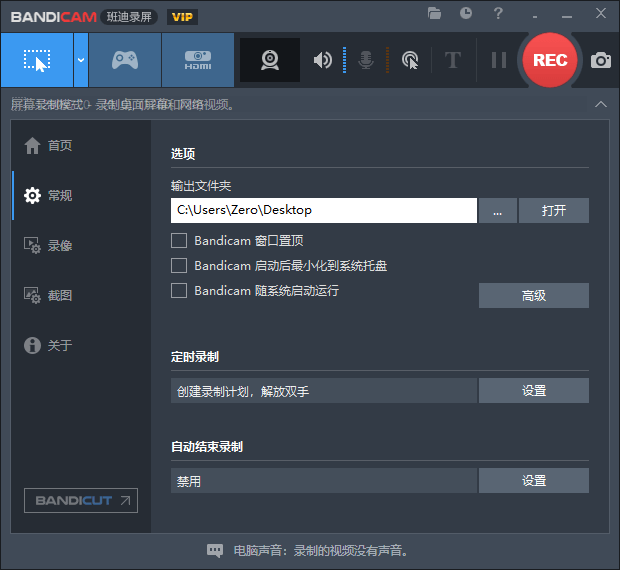 BANDICAM 班迪录屏 VIP
?
HDMI
T
REC
屏幕录制模式 - 录制桌面屏幕和网络视频。
首页
常规
录像
截图
关于
BANDICUT
选项
输出文件夹
C:\Users\Zero\Desktop
...
打开
Bandicam 窗口置顶
Bandicam 启动后最小化到系统托盘
Bandicam 随系统启动运行
高级
定时录制
创建录制计划，解放双手
设置
自动结束录制
禁用
设置
电脑声音：录制的视频没有声音。